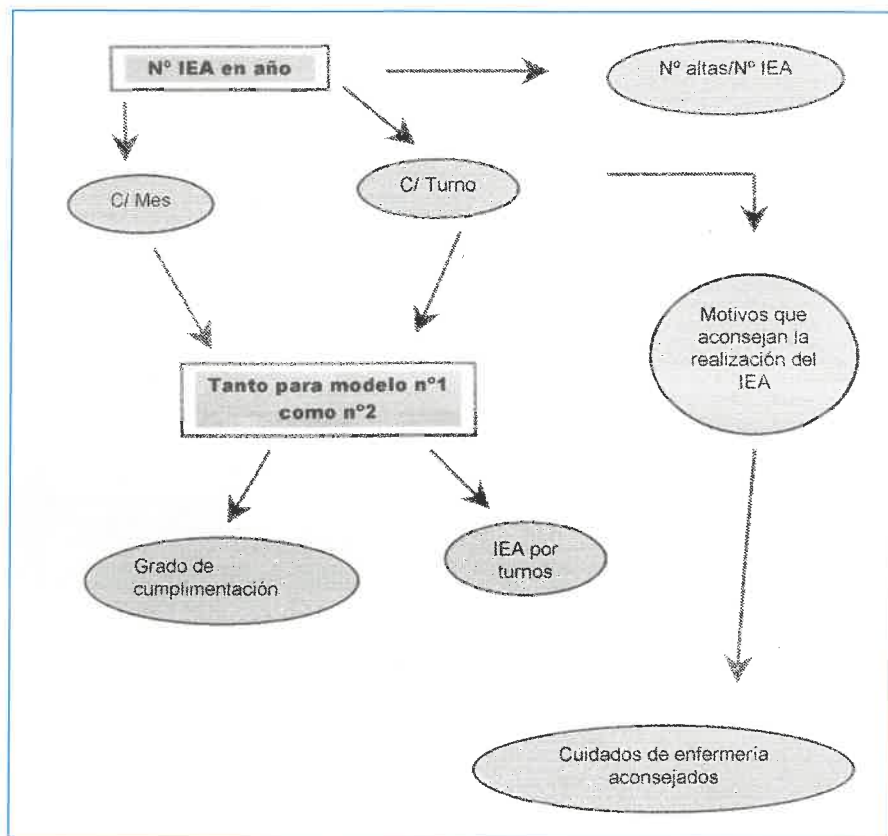 Nº IEA en año
Nº altas/Nº IEA
C/ Mes
C/ Turno
Motivos que
aconsejan la
realización del
IEA
Tanto para modelo nº1
como nº2
Grado de
cumplimentación
IEA por
turnos
Cuidados de enfermería
aconsejados